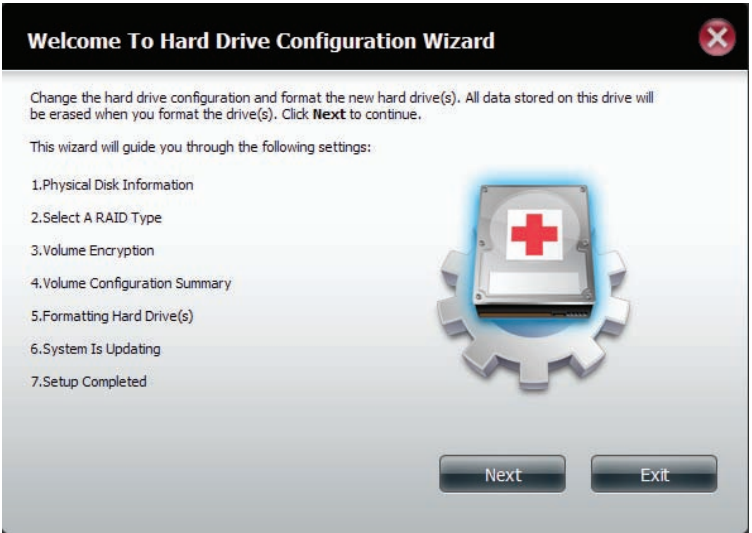 Welcome To Hard Drive Configuration Wizard
Change the hard drive configuration and format the new hard drive(s). All data stored on this drive will
be erased when you format the drive(s). Click Next to continue.
This wizard will guide you through the following settings:
1.Physical Disk Information
2.Select A RAID Type
3.Volume Encryption
4.Volume Configuration Summary
5.Formatting Hard Drive(s)
6.System Is Updating
7.Setup Completed
Next
Exit